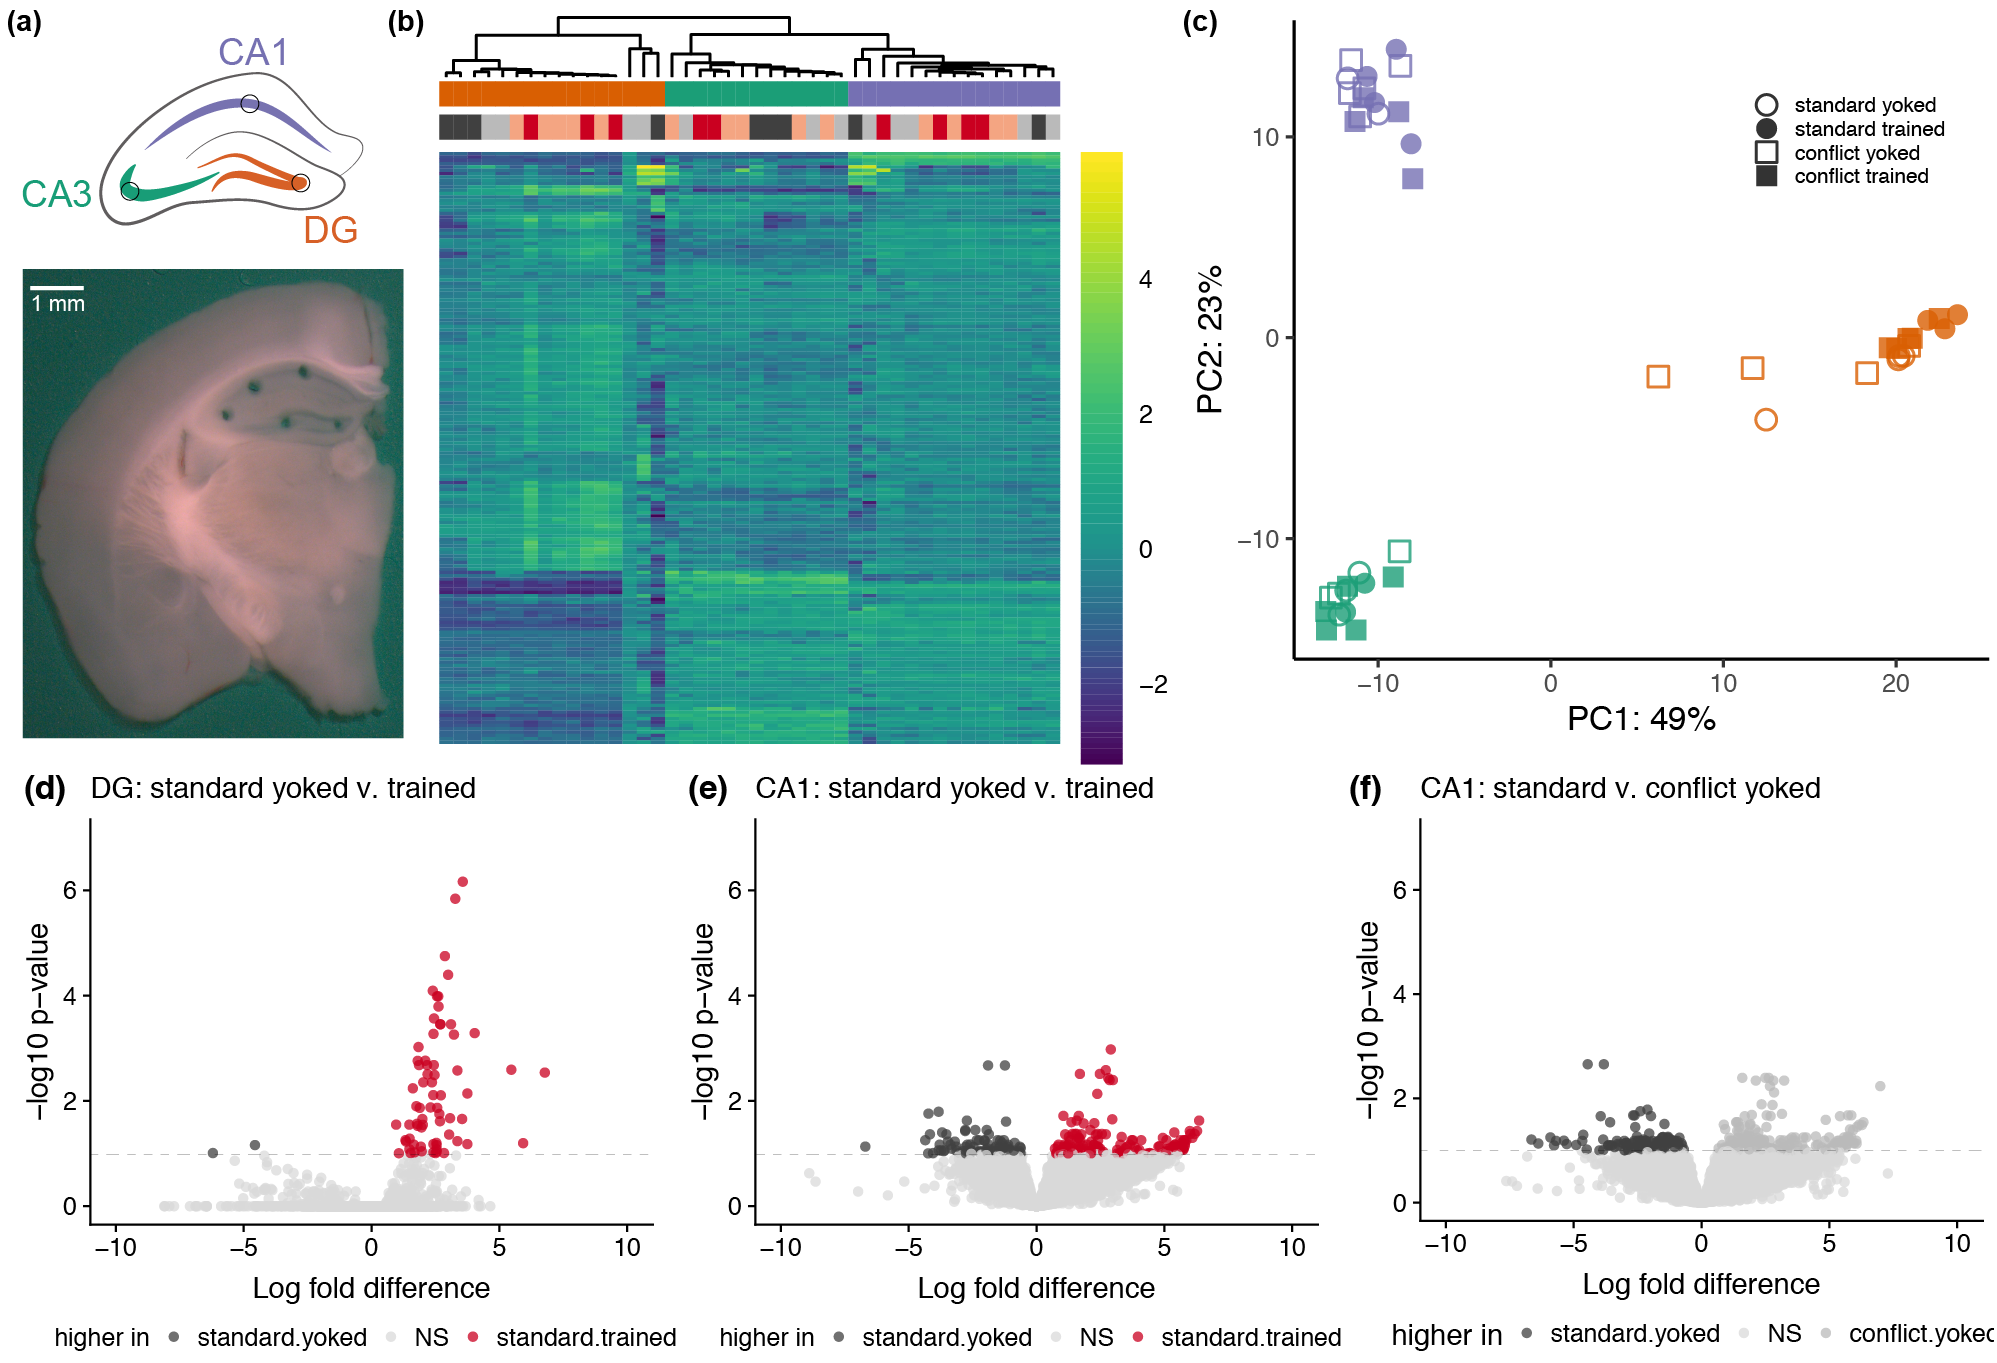 (a)
CA1
CA3
DG
1 mm
(b)
4
2
0
−2
(c)
standard yoked
standard trained
conflict yoked
conflict trained
10
0
−10
PC2: 23%
−10 0 10 20
PC1: 49%
(d) DG: standard yoked v. trained
6
4
2
0
−log10 p−value
−10 −5 0 5 10
Log fold difference
higher in standard.yoked NS standard.trained
(e) CA1: standard yoked v. trained
6
4
2
0
−log10 p−value
−10 −5 0 5 10
Log fold difference
higher in standard.yoked NS standard.trained
(f) CA1: standard v. conflict yoked
6
4
2
0
−log10 p−value
−10 −5 0 5 10
Log fold difference
higher in standard.yoked NS conflict.yoked